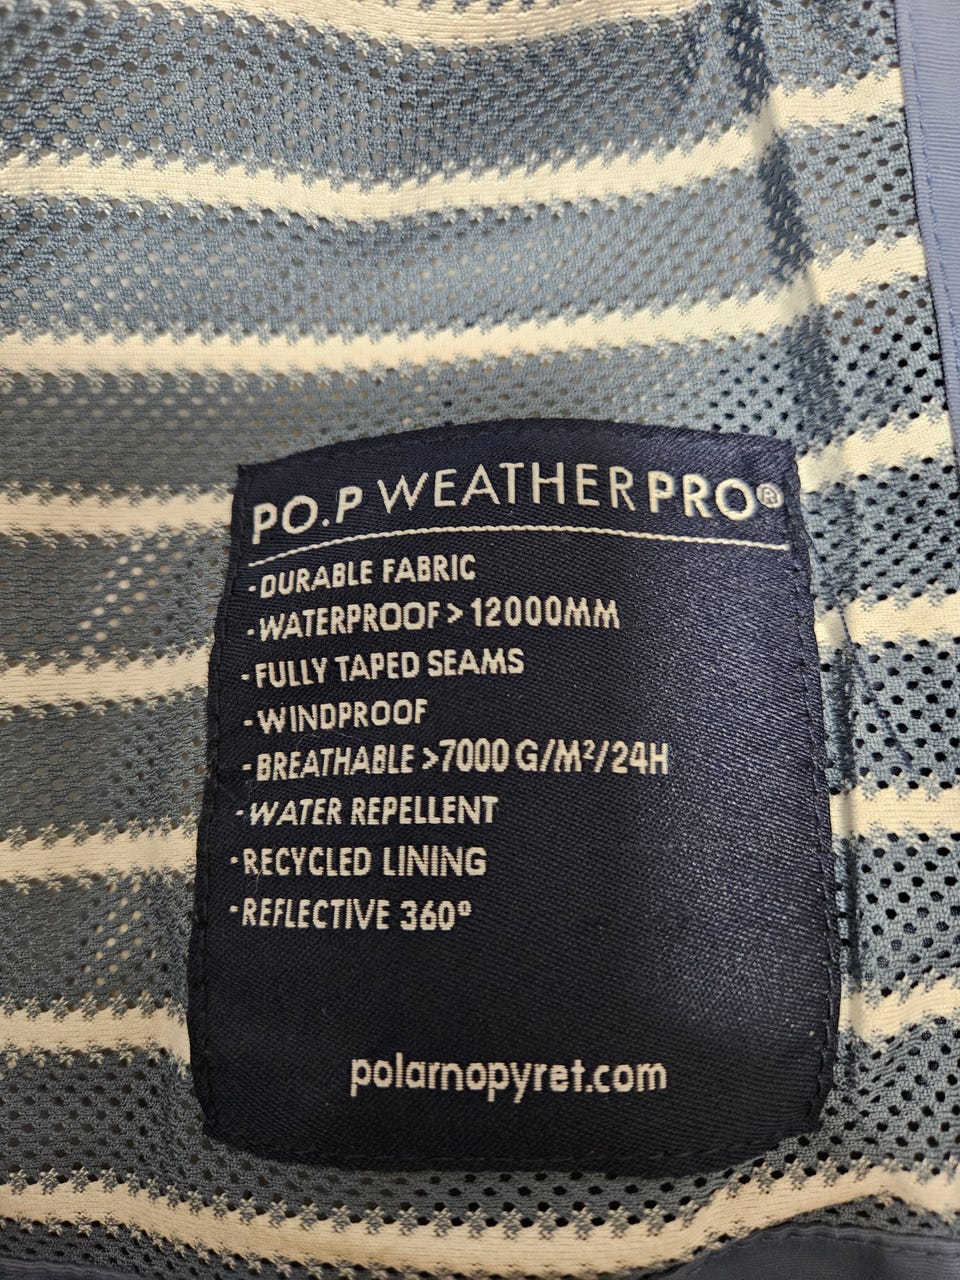 PO.P WEATHERPRO®
-DURABLE FABRIC
-WATERPROOF > 12000MM
-FULLY TAPED SEAMS
-WINDPROOF
-BREATHABLE >7000 G/M²/24H
-WATER REPELLENT
-RECYCLED LINING
-REFLECTIVE 360°
polarnopyret.com